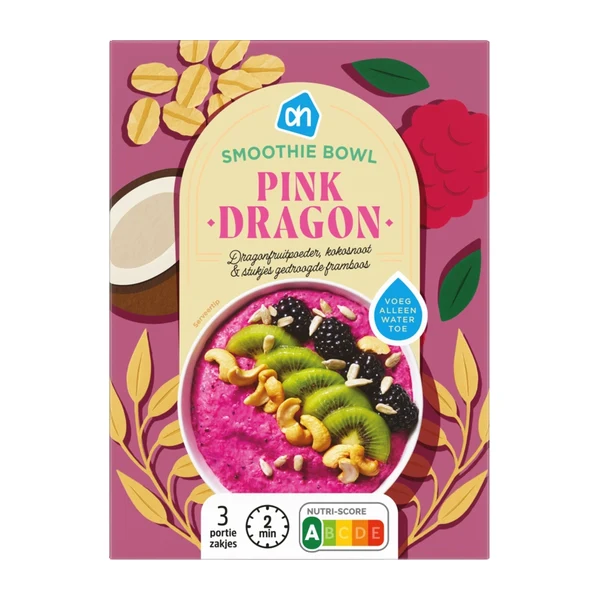 ah
SMOOTHIE BOWL
PINK
DRAGON
Dragonfruitpoeder, kokosnoot
& stukjes gedroogde framboos
VOEG
ALLEEN
WATER
TOE
Serveertip
3
portie
zakjes
2
min
NUTRI-SCORE
A B C D E